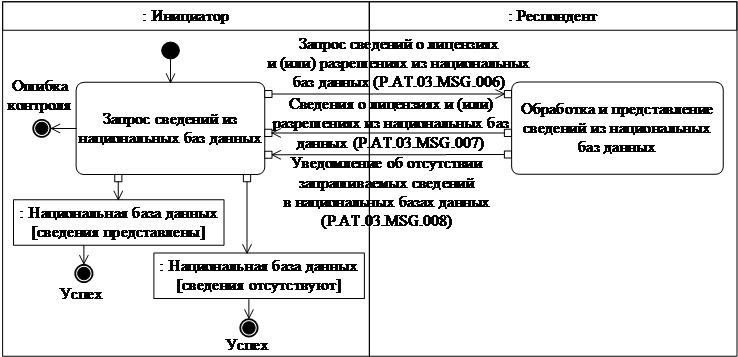 : Инициатор
: Респондент
Запрос сведений о лицензиях
и (или) разрешениях из национальных
баз данных (P.AT.03.MSG.006)
Ошибка
контроля
Запрос сведений из
национальных баз данных
Сведения о лицензиях и (или)
разрешениях из национальных баз
данных (P.AT.03.MSG.007)
Обработка и представление
сведений из национальных
баз данных
Уведомление об отсутствии
запрашиваемых сведений
в национальных базах данных
(P.AT.03.MSG.008)
: Национальная база данных
[сведения представлены]
Успех
: Национальная база данных
[сведения отсутствуют]
Успех